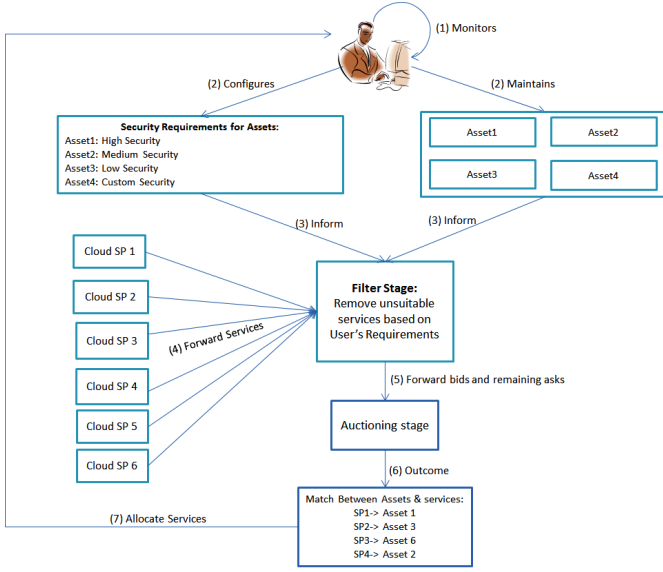 (1) Monitors
(2) Configures
(2) Maintains
Security Requirements for Assets:
Asset1: High Security
Asset2: Medium Security
Asset3: Low Security
Asset4: Custom Security
Asset1
Asset2
Asset3
Asset4
(3) Inform
(3) Inform
Cloud SP 1
Cloud SP 2
Cloud SP 3
Cloud SP 4
Cloud SP 5
Cloud SP 6
(4) Forward Services
Filter Stage:
Remove unsuitable
services based on
User's Requirements
(5) Forward bids and remaining asks
Auctioning stage
(6) Outcome
Match Between Assets & services:
SP1-> Asset 1
SP2-> Asset 3
SP3-> Asset 6
SP4-> Asset 2
(7) Allocate Services